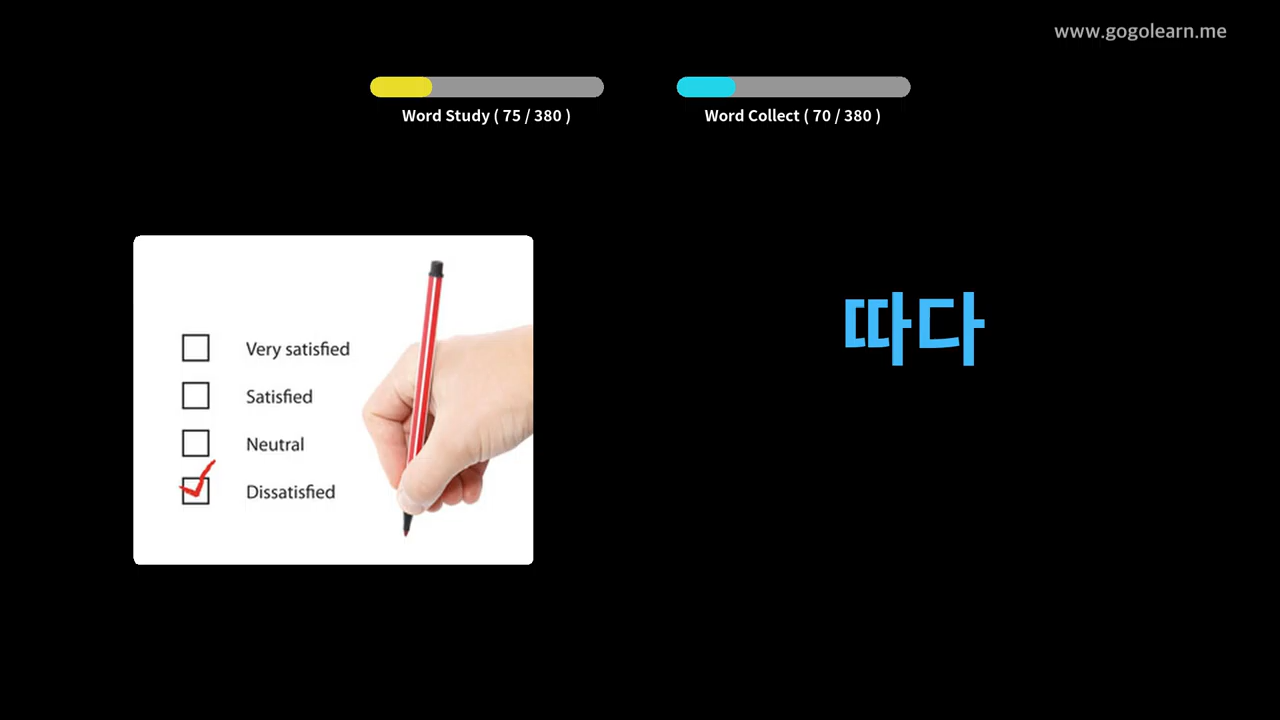 www.gogolearn.me
Word Study ( 75 / 380 )
Word Collect ( 70 / 380 )
Very satisfied
Satisfied
Neutral
Dissatisfied
따다